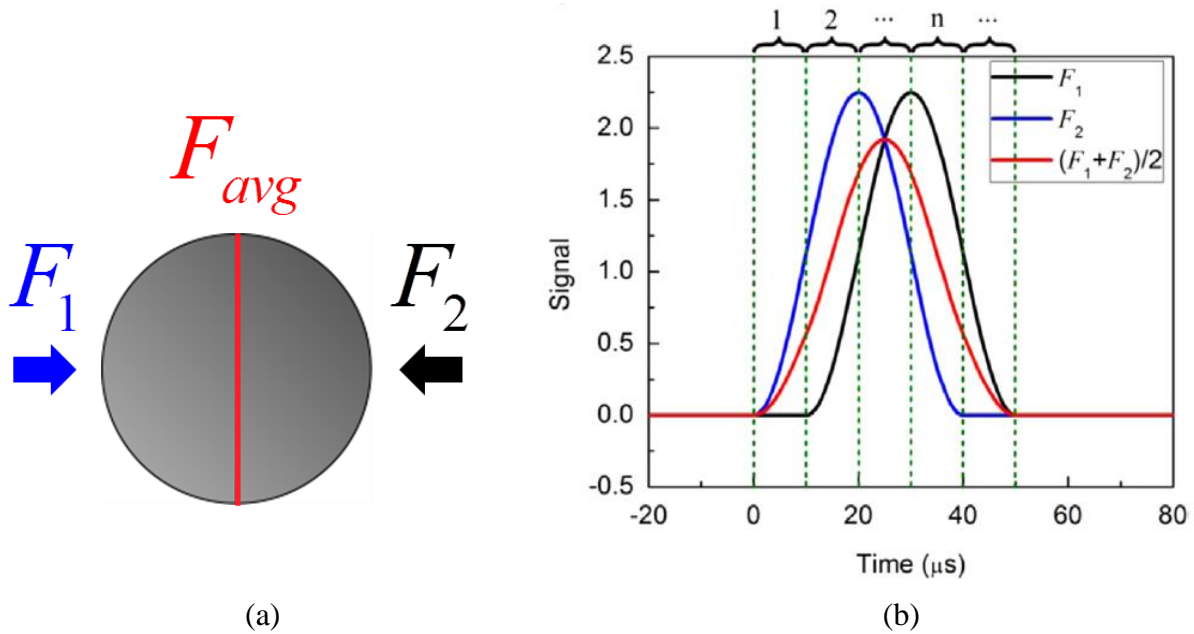 F_avg
F_1
F_2
(a)
1 2 ... n ...
F_1
F_2
(F_1+F_2)/2
2.5
2.0
1.5
1.0
0.5
0.0
-0.5
Signal
-20 0 20 40 60 80
Time (μs)
(b)